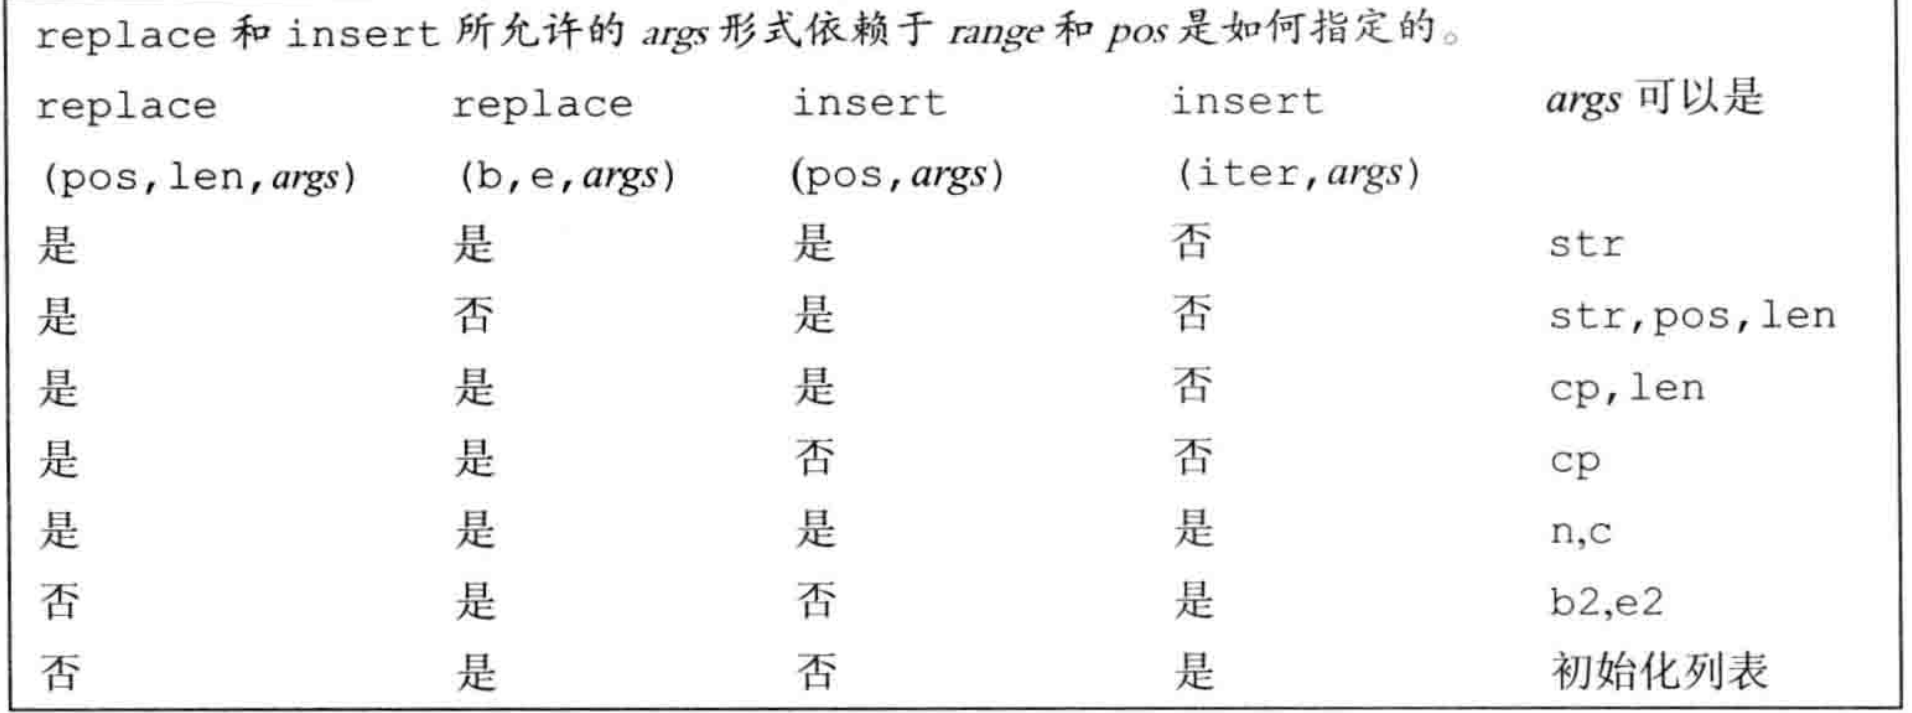 replace 和 insert 所允许的 args 形式依赖于 range 和 pos 是如何指定的。
replace replace insert insert args 可以是
(pos,len,args) (b,e,args) (pos,args) (iter,args)
是 是 是 否 str
是 否 是 否 str,pos,len
是 是 是 否 cp,len
是 是 否 否 cp
是 是 是 是 n,c
否 是 否 是 b2,e2
否 是 否 是 初始化列表